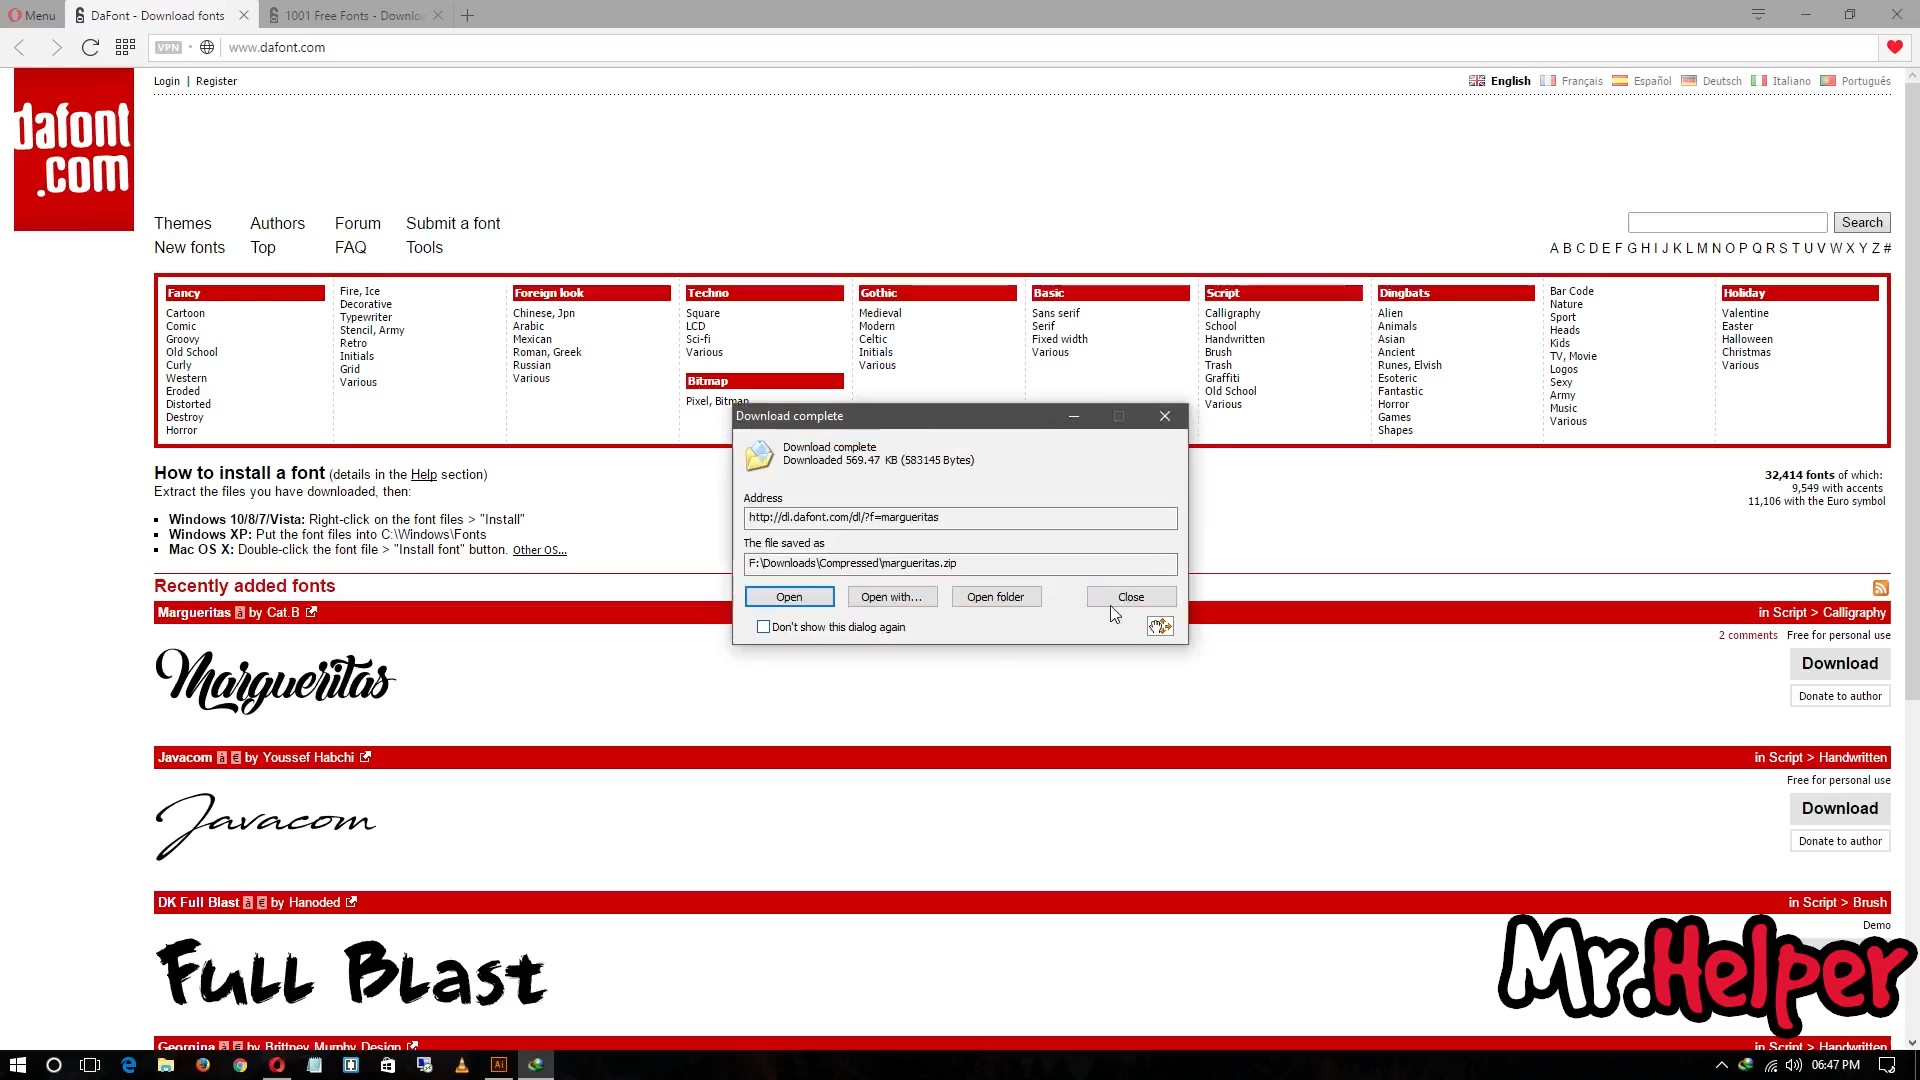 Menu
DaFont - Download fonts
1001 Free Fonts - Downlo
VPN
www.dafont.com
dafont
.com
Login | Register
English Français Español Deutsch Italiano Português
Themes Authors Forum Submit a font
New fonts Top FAQ Tools
Search
A B C D E F G H I J K L M N O P Q R S T U V W X Y Z #
Fancy
Cartoon
Comic
Groovy
Old School
Curly
Western
Eroded
Distorted
Destroy
Horror
Fire, Ice
Decorative
Typewriter
Stencil, Army
Retro
Initials
Grid
Various
Foreign look
Chinese, Jpn
Arabic
Mexican
Roman, Greek
Russian
Various
Techno
Square
LCD
Sci-fi
Various
Bitmap
Pixel, Bitmap
Gothic
Medieval
Modern
Celtic
Initials
Various
Basic
Sans serif
Serif
Fixed width
Various
Script
Calligraphy
School
Handwritten
Brush
Trash
Graffiti
Old School
Various
Dingbats
Alien
Animals
Asian
Ancient
Runes, Elvish
Esoteric
Fantastic
Horror
Games
Shapes
Bar Code
Nature
Sport
Heads
Kids
TV, Movie
Logos
Sexy
Army
Music
Various
Holiday
Valentine
Easter
Halloween
Christmas
Various
How to install a font (details in the Help section)
Extract the files you have downloaded, then:
Windows 10/8/7/Vista: Right-click on the font files > "Install"
Windows XP: Put the font files into C:\Windows\Fonts
Mac OS X: Double-click the font file > "Install font" button. Other OS...
32,414 fonts of which:
9,549 with accents
11,106 with the Euro symbol
Download complete
Download complete
Downloaded 569.47 KB (583145 Bytes)
Address
http://dl.dafont.com/dl/?f=margueritas
The file saved as
F:\Downloads\Compressed\margueritas.zip
Open Open with... Open folder Close
Don't show this dialog again
Recently added fonts
Margueritas à by Cat.B in Script > Calligraphy
2 comments Free for personal use
Margueritas
Download
Donate to author
Javacom à € by Youssef Habchi in Script > Handwritten
Free for personal use
Javacom
Download
Donate to author
DK Full Blast à € by Hanoded in Script > Brush
Demo
Full Blast
Mr.Helper
Georgina à € by Brittney Murphy Design in Script > Handwritten
Ai
06:47 PM